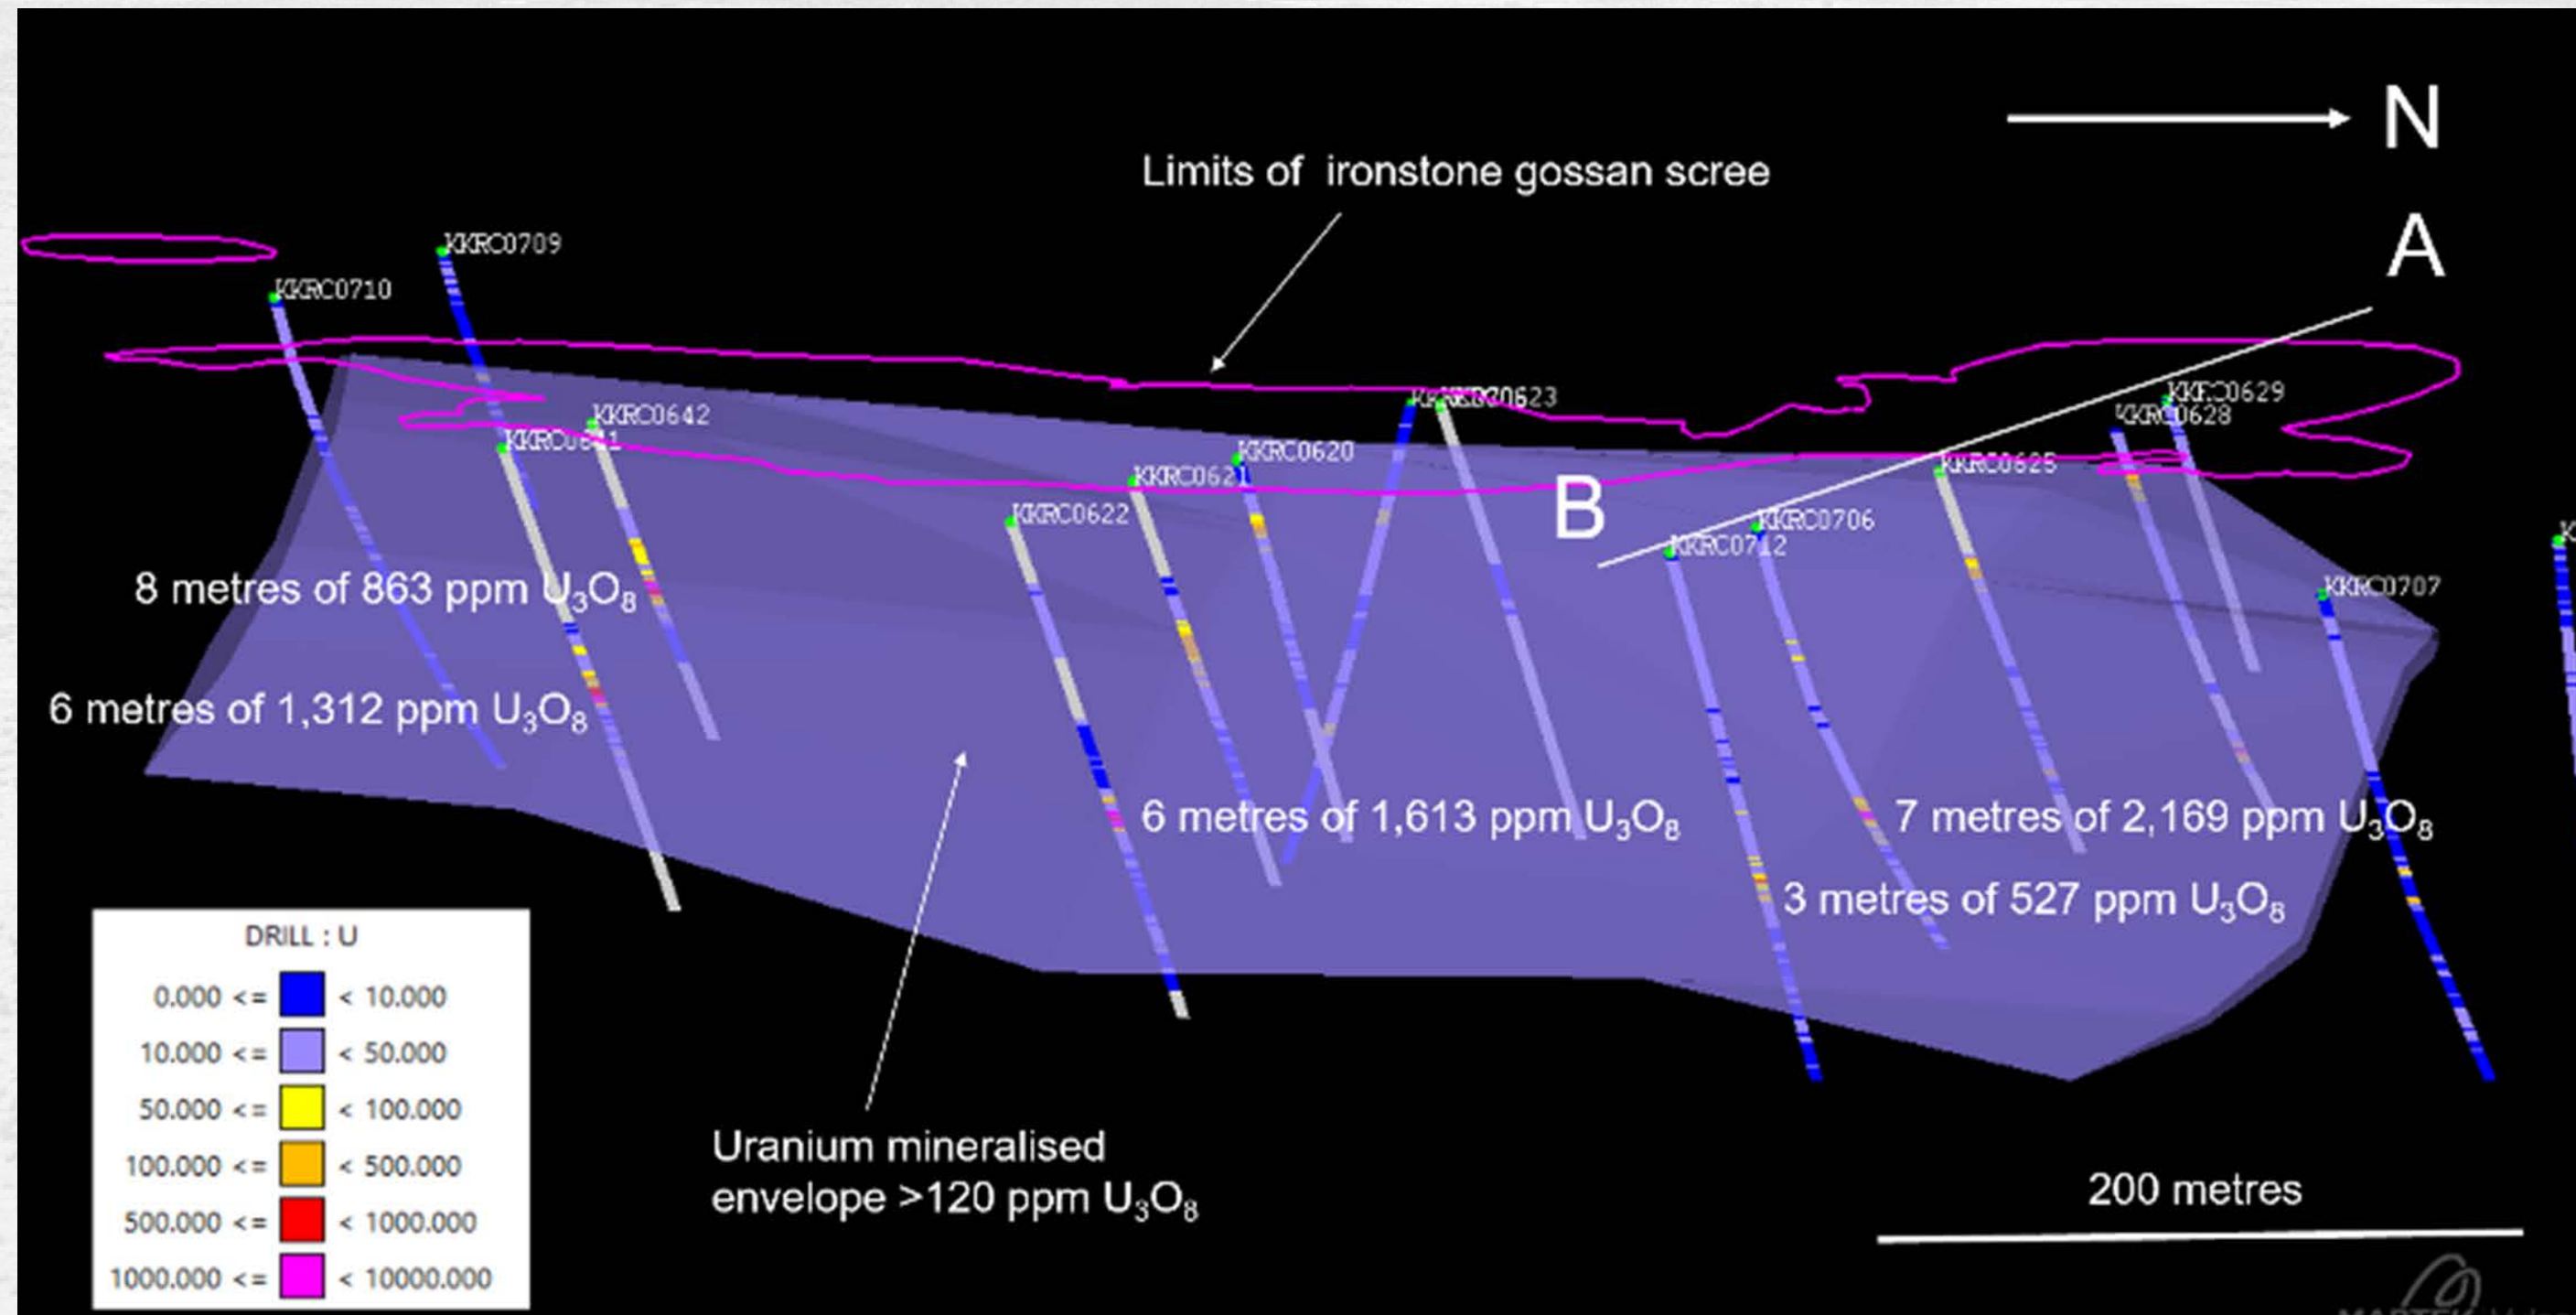 N
Limits of  ironstone gossan scree
A
KKRC0709
KKRC0710
KKRC0629
KKRC0628
KKRC0642
KKRC0620
KKRC0625
KKRC0621
B
KKRC0622
KKRC0706
KKRC0712
KKRC0707
8 metres of 863 ppm U₃O₈
6 metres of 1,312 ppm U₃O₈
6 metres of 1,613 ppm U₃O₈
7 metres of 2,169 ppm U₃O₈
3 metres of 527 ppm U₃O₈
DRILL : U
0.000 <= < 10.000
10.000 <= < 50.000
50.000 <= < 100.000
100.000 <= < 500.000
500.000 <= < 1000.000
1000.000 <= < 10000.000
Uranium mineralised
envelope >120 ppm U₃O₈
200 metres